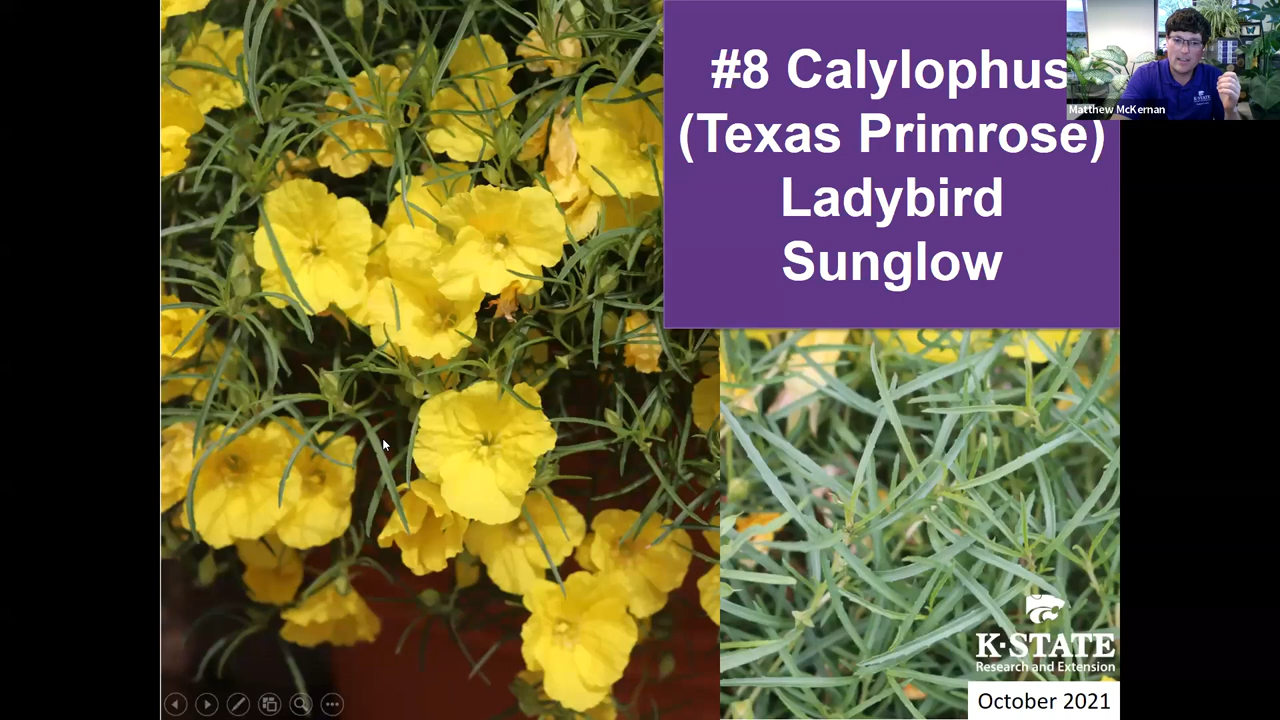 #8 Calylophus
(Texas Primrose)
Ladybird
Sunglow
Matthew McKernan
K-STATE
Research and Extension
October 2021